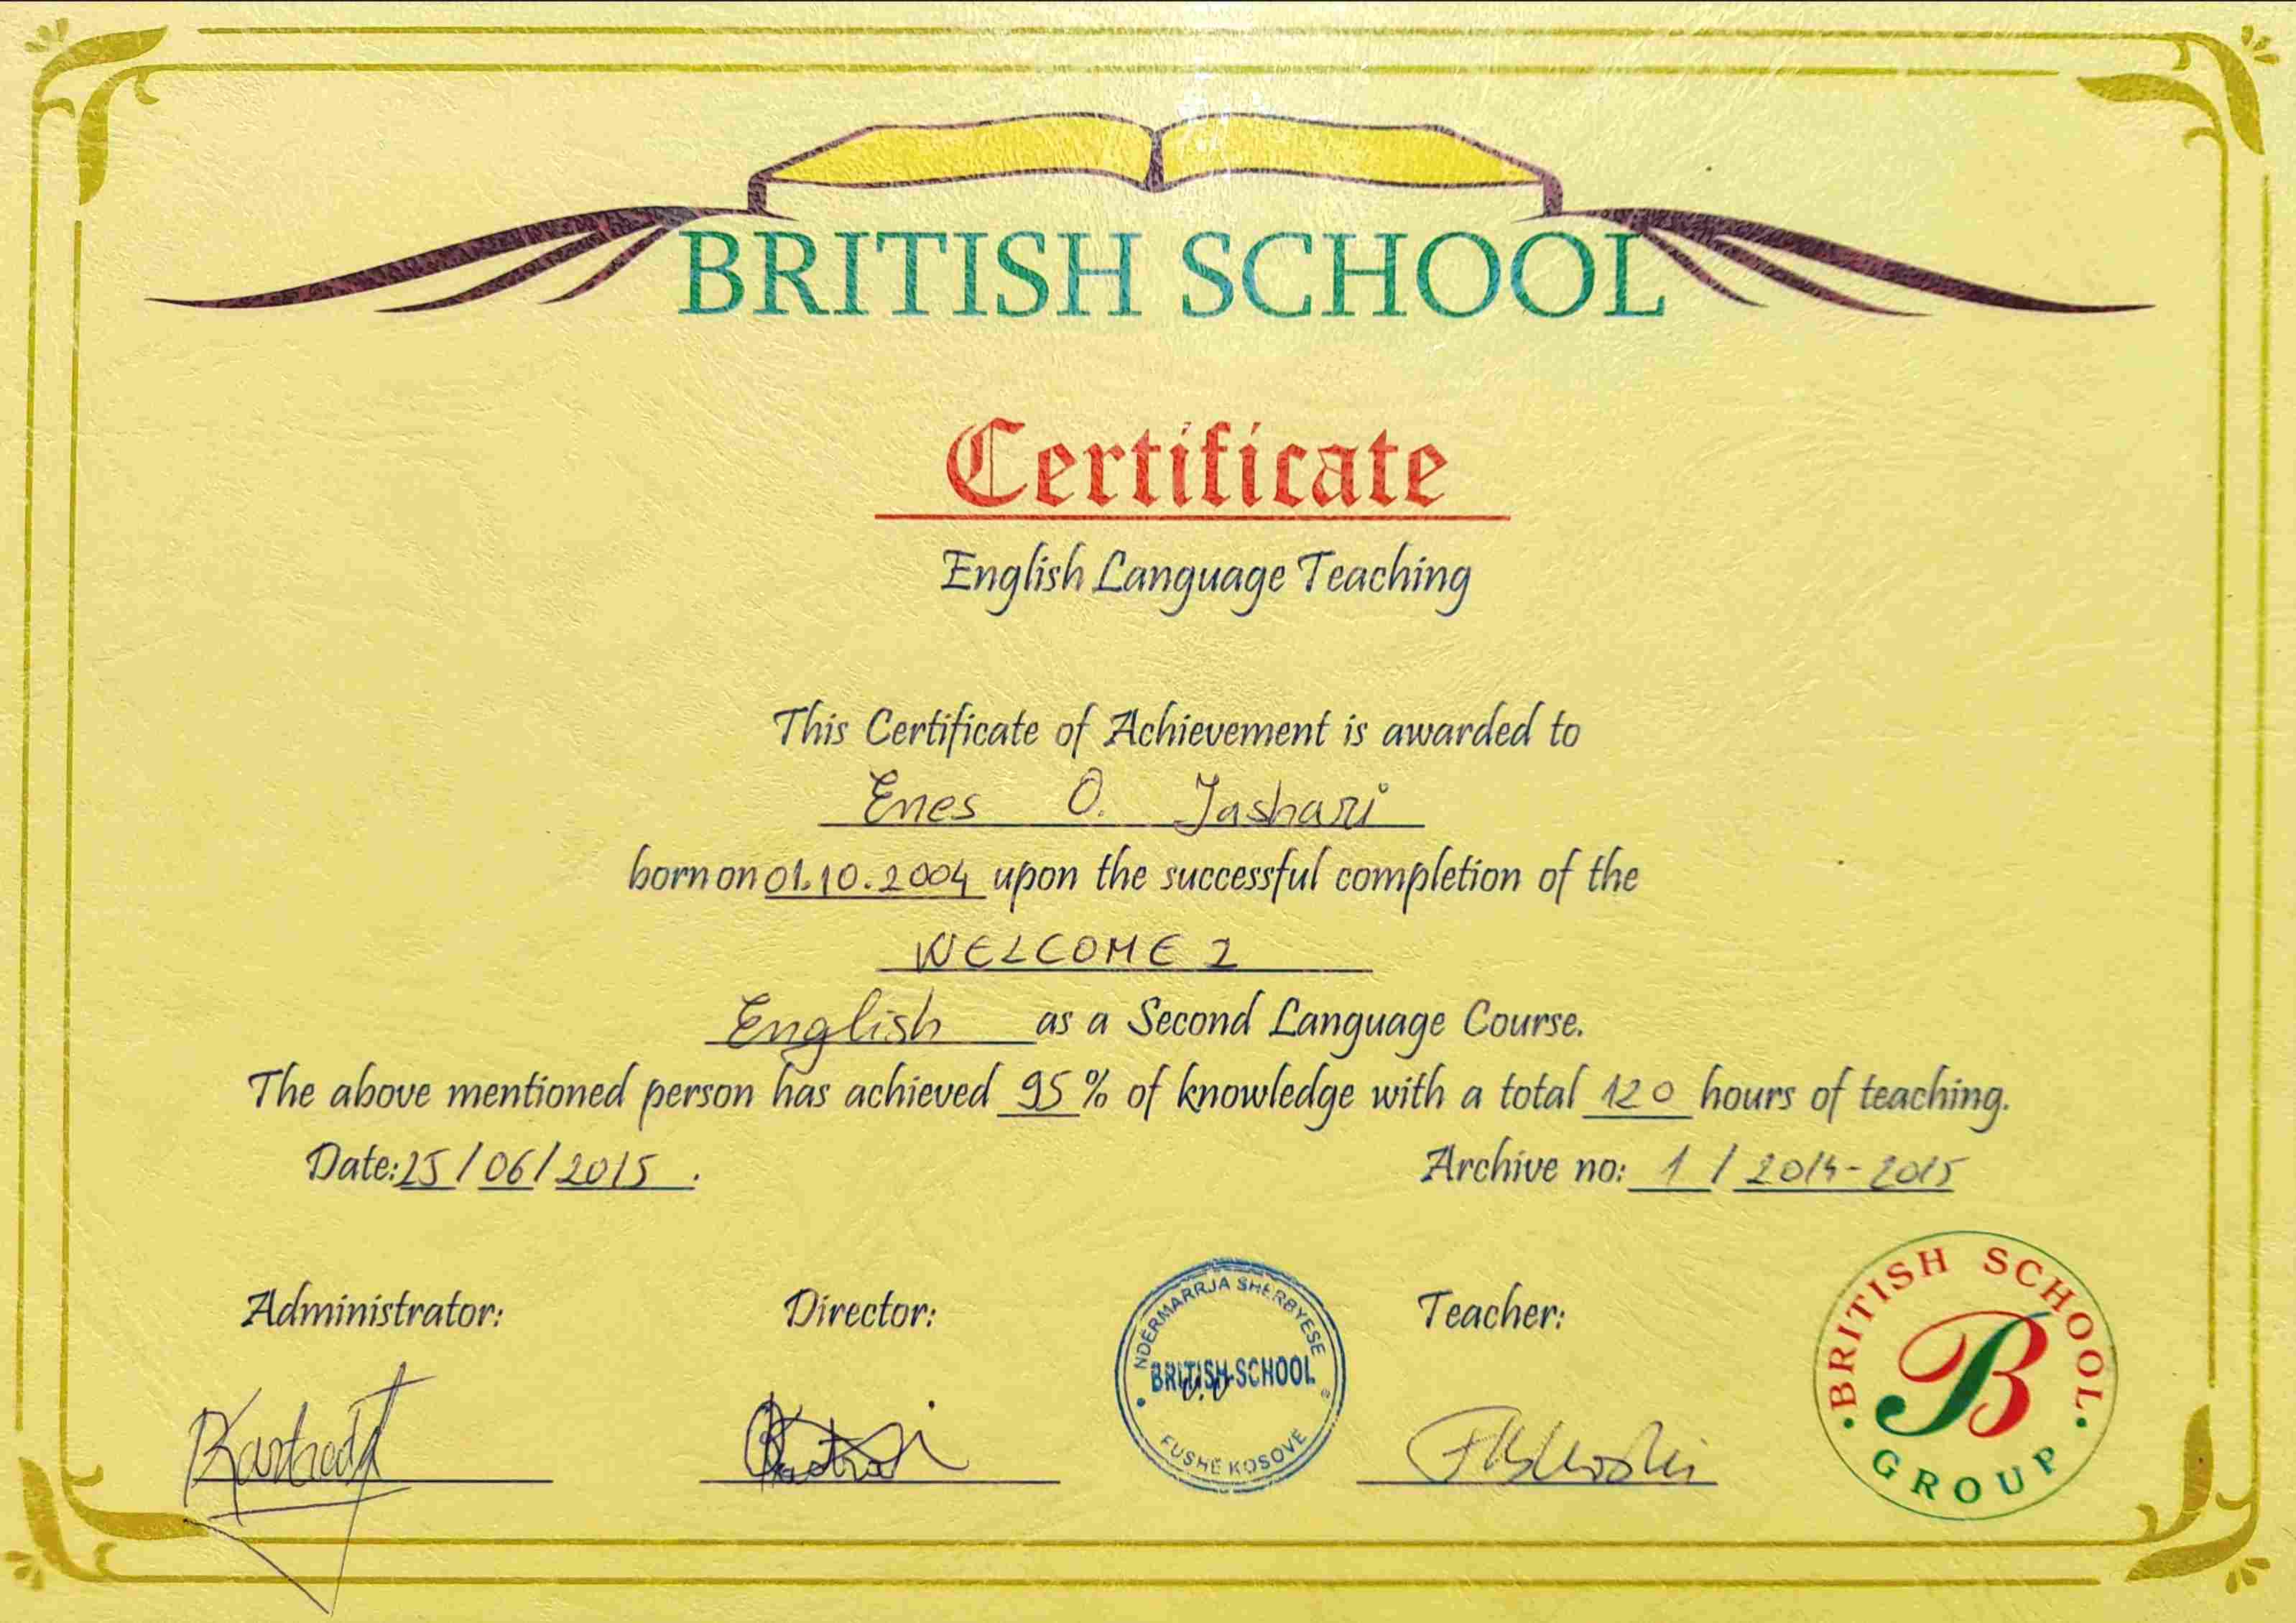 BRITISH SCHOOL
Certificate
English Language Teaching
This Certificate of Achievement is awarded to
Enes O. Jashari
born on 01.10.2004 upon the successful completion of the
WELCOME 2
English as a Second Language Course.
The above mentioned person has achieved 95 % of knowledge with a total 120 hours of teaching.
Date: 25 / 06 / 2015 .
Archive no: 1 / 2014-2015
Administrator:
Director:
Teacher:
NDERMARRJA SHERBYESE
BRITISH-SCHOOL
FUSHË KOSOVË
BRITISH SCHOOL
B
GROUP